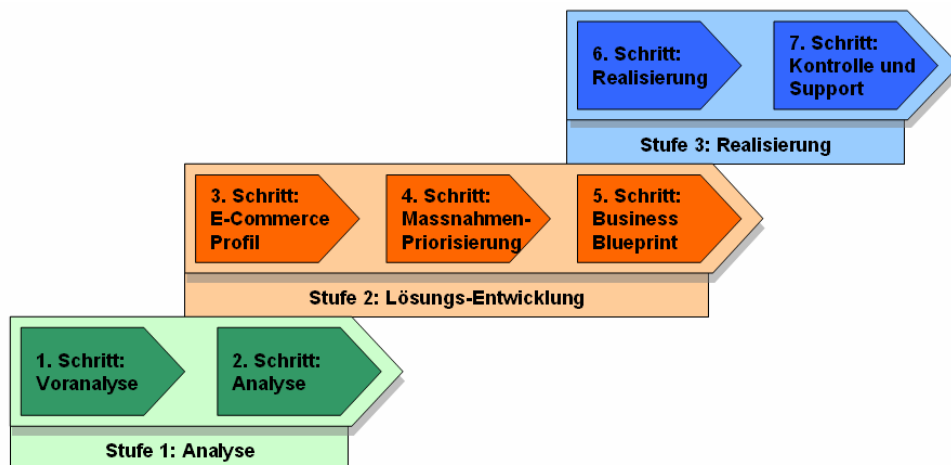 6. Schritt:
Realisierung
7. Schritt:
Kontrolle und
Support
Stufe 3: Realisierung
3. Schritt:
E-Commerce
Profil
4. Schritt:
Massnahmen-
Priorisierung
5. Schritt:
Business
Blueprint
Stufe 2: Lösungs-Entwicklung
1. Schritt:
Voranalyse
2. Schritt:
Analyse
Stufe 1: Analyse